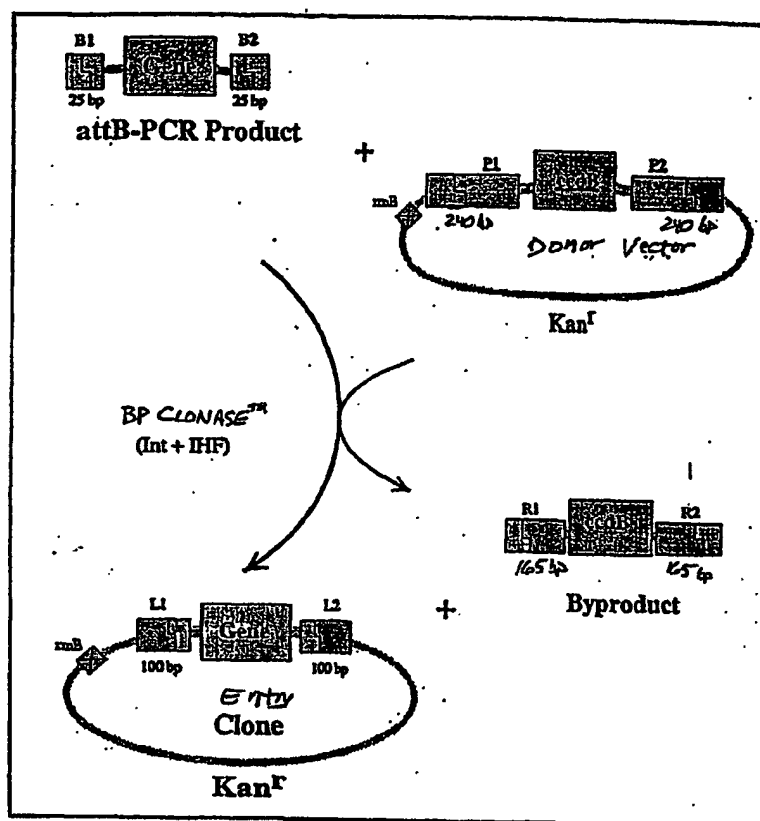 B1 B2
Gene
25 bp 25 bp
attB-PCR Product
+
P1 P2
ccdB
rrnB
240 bp 240 bp
Donor Vector
Kanr
BP CLONASE™
(Int + IHF)
R1 R2
ccdB
165 bp 165 bp
Byproduct
+
L1 L2
Gene
rrnB
100 bp 100 bp
Entry
Clone
Kanr